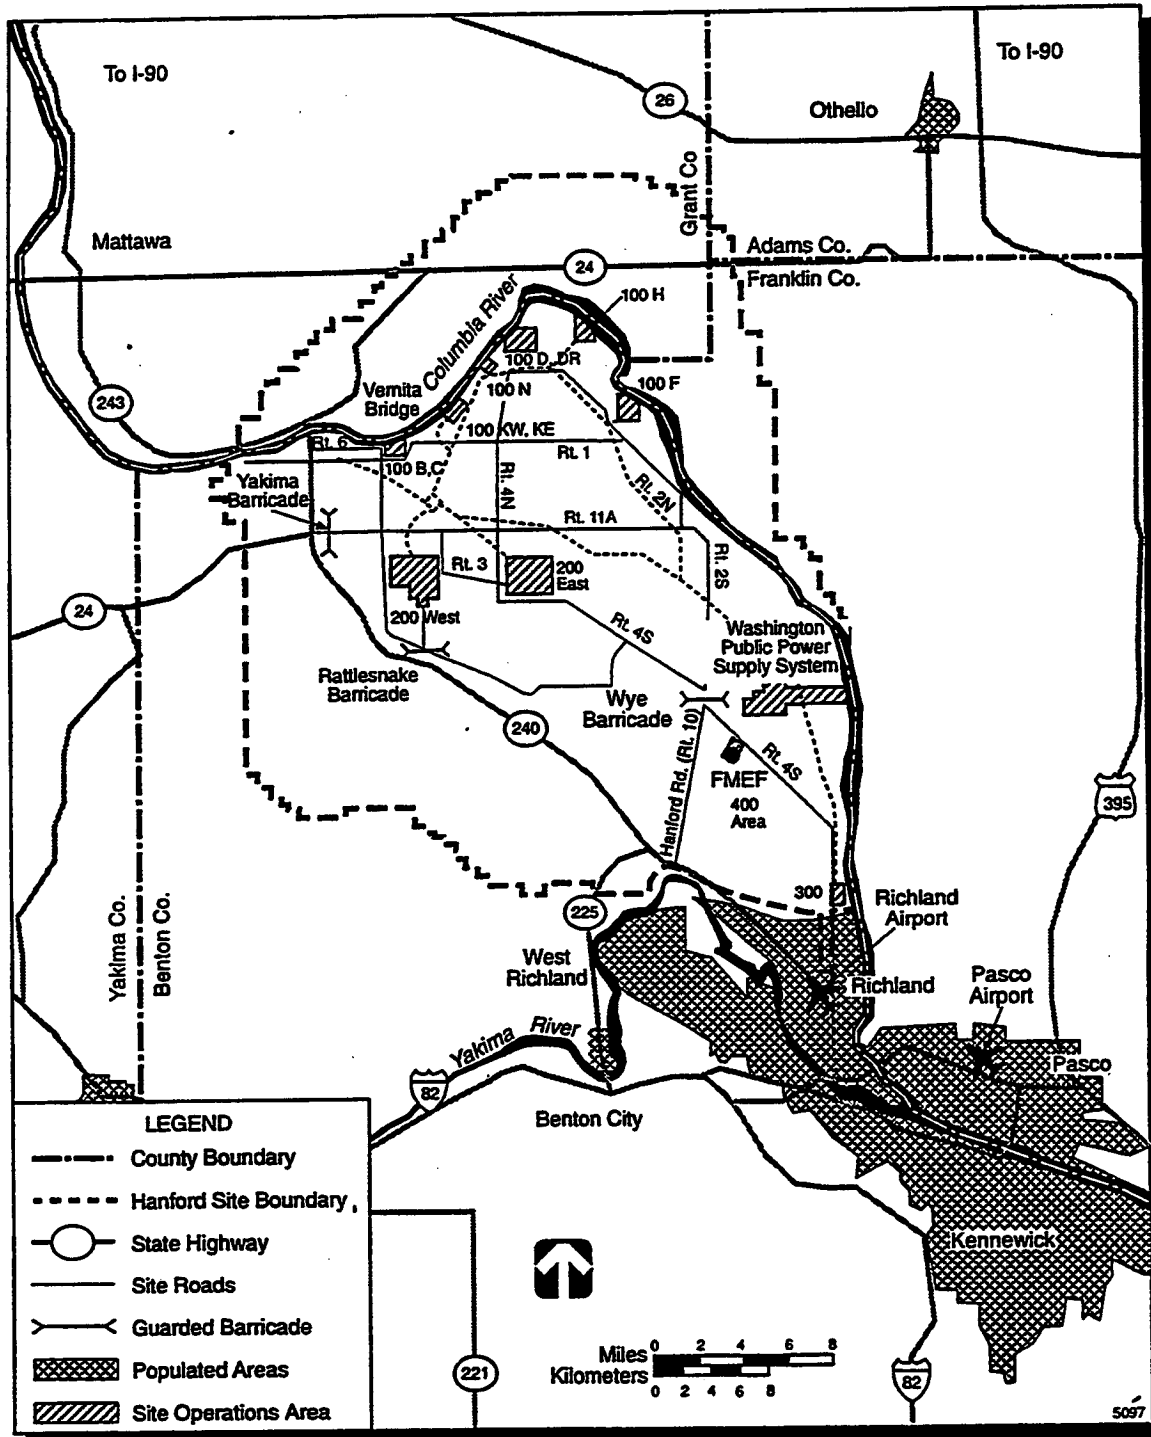 To I-90
To I-90
26
Othello
Grant Co
Mattawa
Adams Co.
24
Franklin Co.
Columbia River
100 H
100 D, DR
Vernita
Bridge
100 N
100 F
243
100 KW, KE
Rt. 6
Rt. 1
100 B,C
Yakima
Barricade
Rt. 4N
Rt. 2N
Rt. 11A
Rt. 3
200
East
Rt. 2S
24
200 West
Rt. 4S
Washington
Public Power
Supply System
Rattlesnake
Barricade
Wye
Barricade
240
Hanford Rd. (Rt. 10)
Rt. 4S
FMEF
400
Area
395
300
Richland
Airport
225
Yakima Co.
Benton Co.
West
Richland
Richland
Pasco
Airport
Yakima River
Pasco
82
Benton City
LEGEND
County Boundary
Hanford Site Boundary
State Highway
Site Roads
Guarded Barricade
Populated Areas
Site Operations Area
Kennewick
0 2 4 6 8
Miles
Kilometers
0 2 4 6 8
221
82
5097